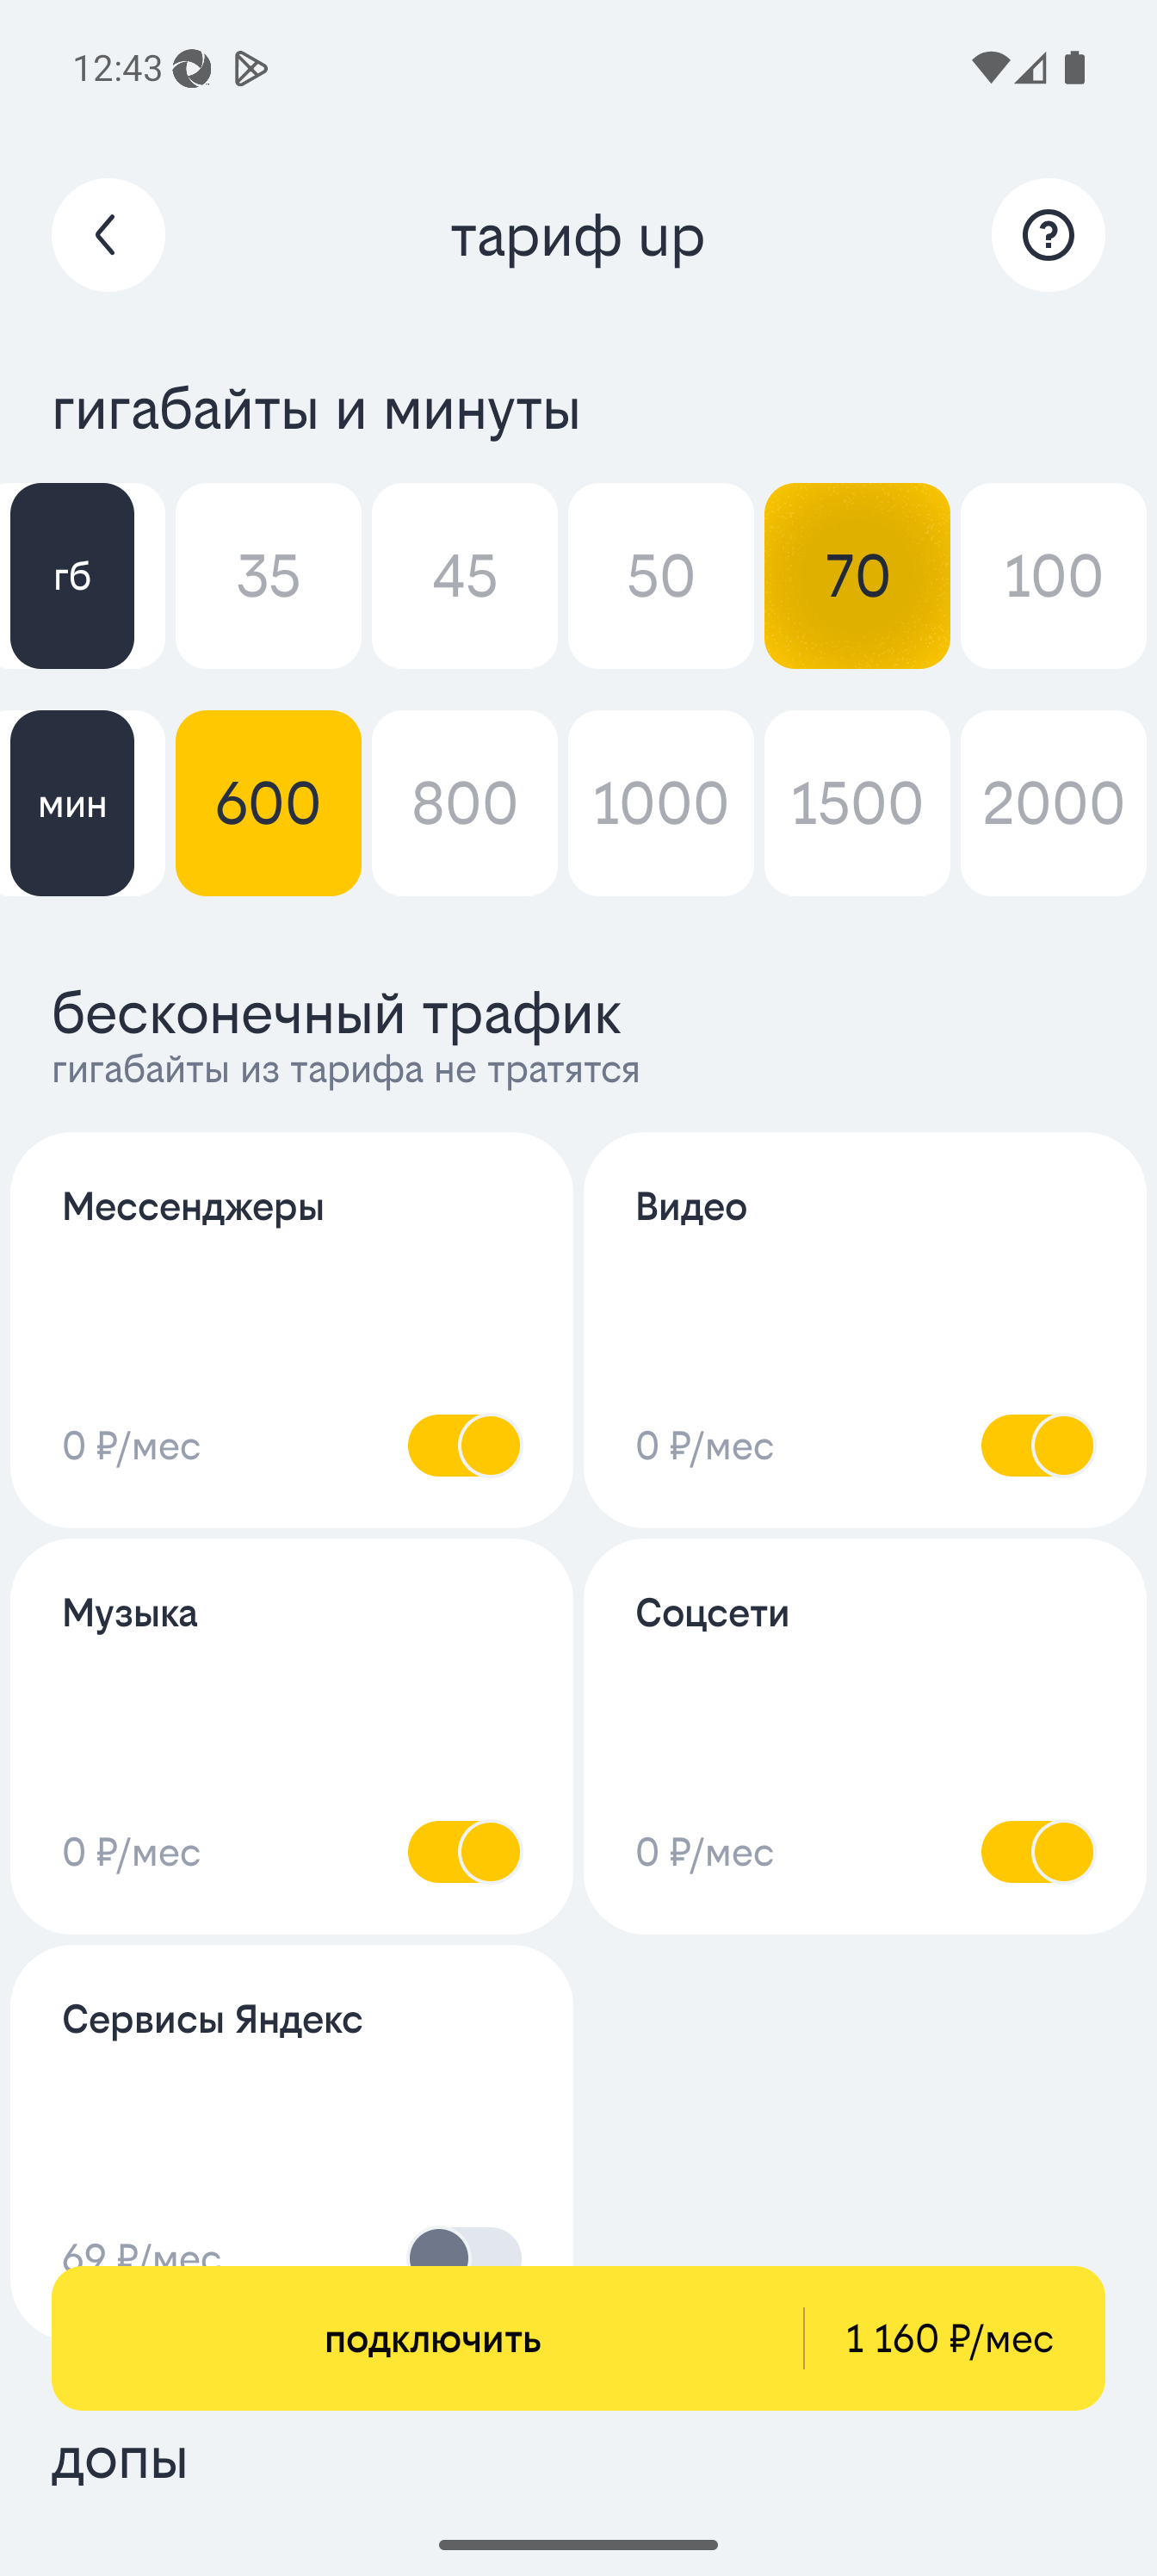 12:43
тариф up
?
гигабайты и минуты
гб 35 45 50 70 100
мин 600 800 1000 1500 2000
бесконечный трафик
гигабайты из тарифа не тратятся
Мессенджеры Видео
0 ₽/мес 0 ₽/мес
Музыка Соцсети
0 ₽/мес 0 ₽/мес
Сервисы Яндекс
69 ₽/мес
подключить 1 160 ₽/мес
допы